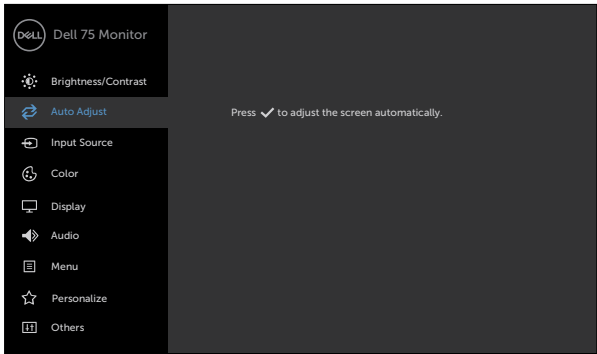 DELL
Dell 75 Monitor
Brightness/Contrast
Auto Adjust
Press ✓ to adjust the screen automatically.
Input Source
Color
Display
Audio
Menu
Personalize
Others